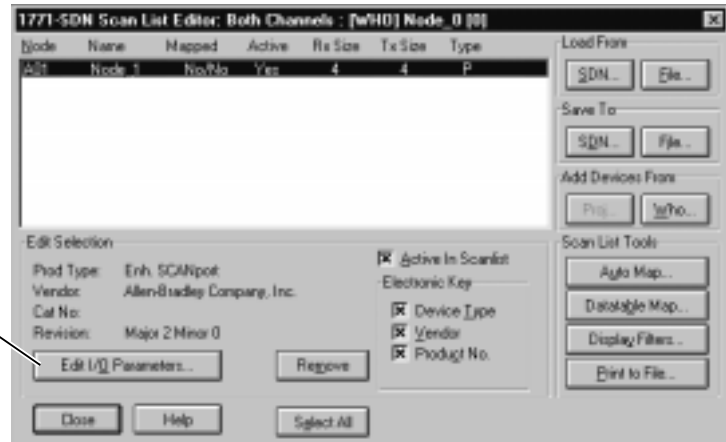 1771-SDN Scan List Editor: Both Channels : [WHO] Node_0 [0]
Node Name Mapped Active Rx Size Tx Size Type
A01 Node_1 No/No Yes 4 4 P
Load From
SDN... File...
Save To
SDN... File...
Add Devices From
Proj... Who...
Edit Selection
Prod Type: Enh. SCANport
Vendor: Allen-Bradley Company, Inc.
Cat No:
Revision: Major 2 Minor 0
Edit I/O Parameters... Remove
Active In Scanlist
Electronic Key
Device Type
Vendor
Product No.
Scan List Tools
Auto Map...
Datatable Map...
Display Filters...
Print to File...
Close Help Select All